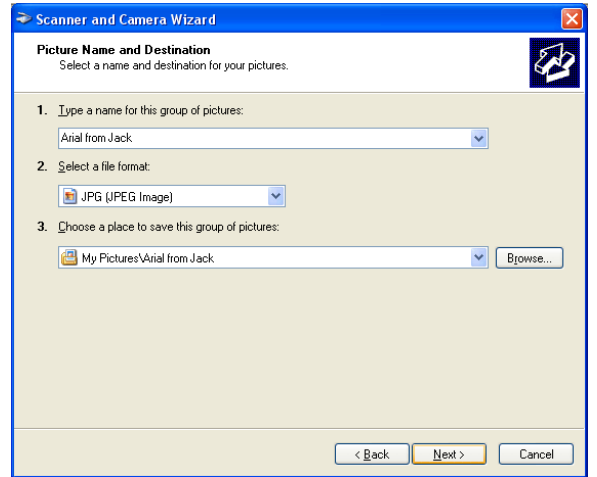 Scanner and Camera Wizard
Picture Name and Destination
Select a name and destination for your pictures.
1. Type a name for this group of pictures:
Arial from Jack
2. Select a file format:
JPG (JPEG Image)
3. Choose a place to save this group of pictures:
My Pictures\Arial from Jack
Browse...
< Back
Next >
Cancel